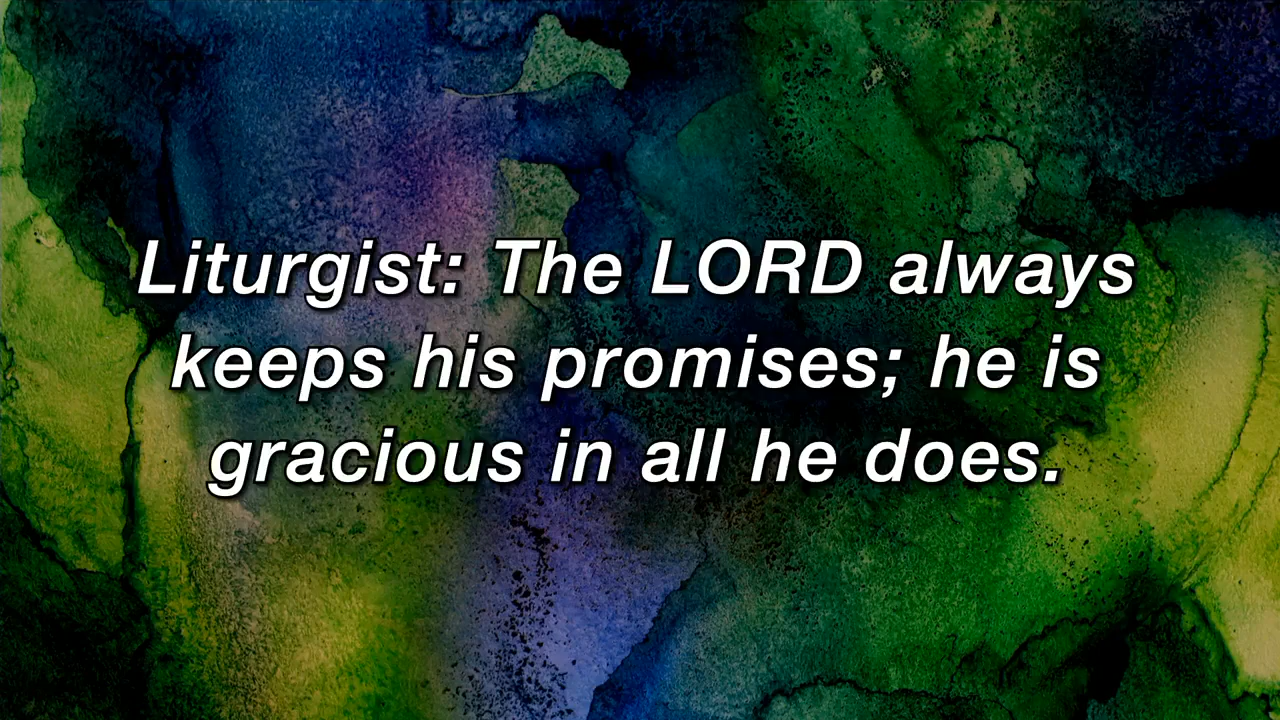 Liturgist: The LORD always
keeps his promises; he is
gracious in all he does.